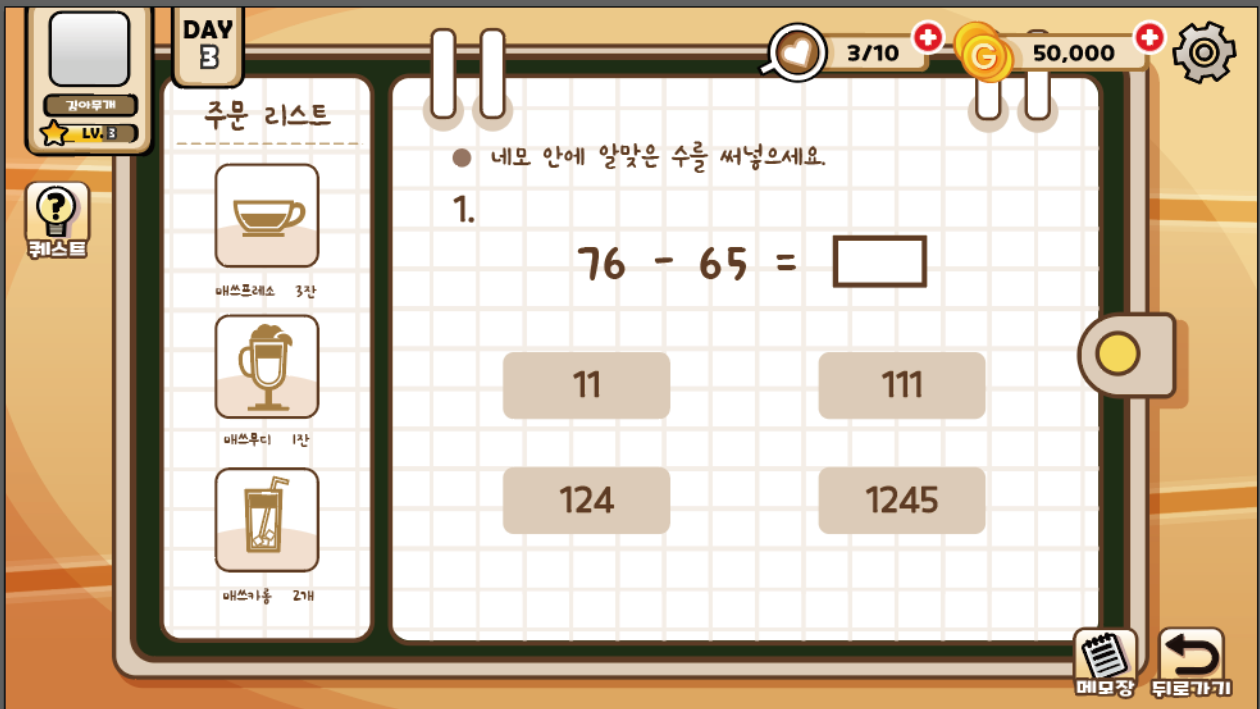 DAY
3
김아무개
LV. 3
3/10
50,000
G
퀘스트
주문 리스트
매쓰프레소 3잔
매쓰무디 1잔
매쓰카롱 2개
네모 안에 알맞은 수를 써넣으세요.
1.
76 - 65 =
11
111
124
1245
메모장
뒤로가기